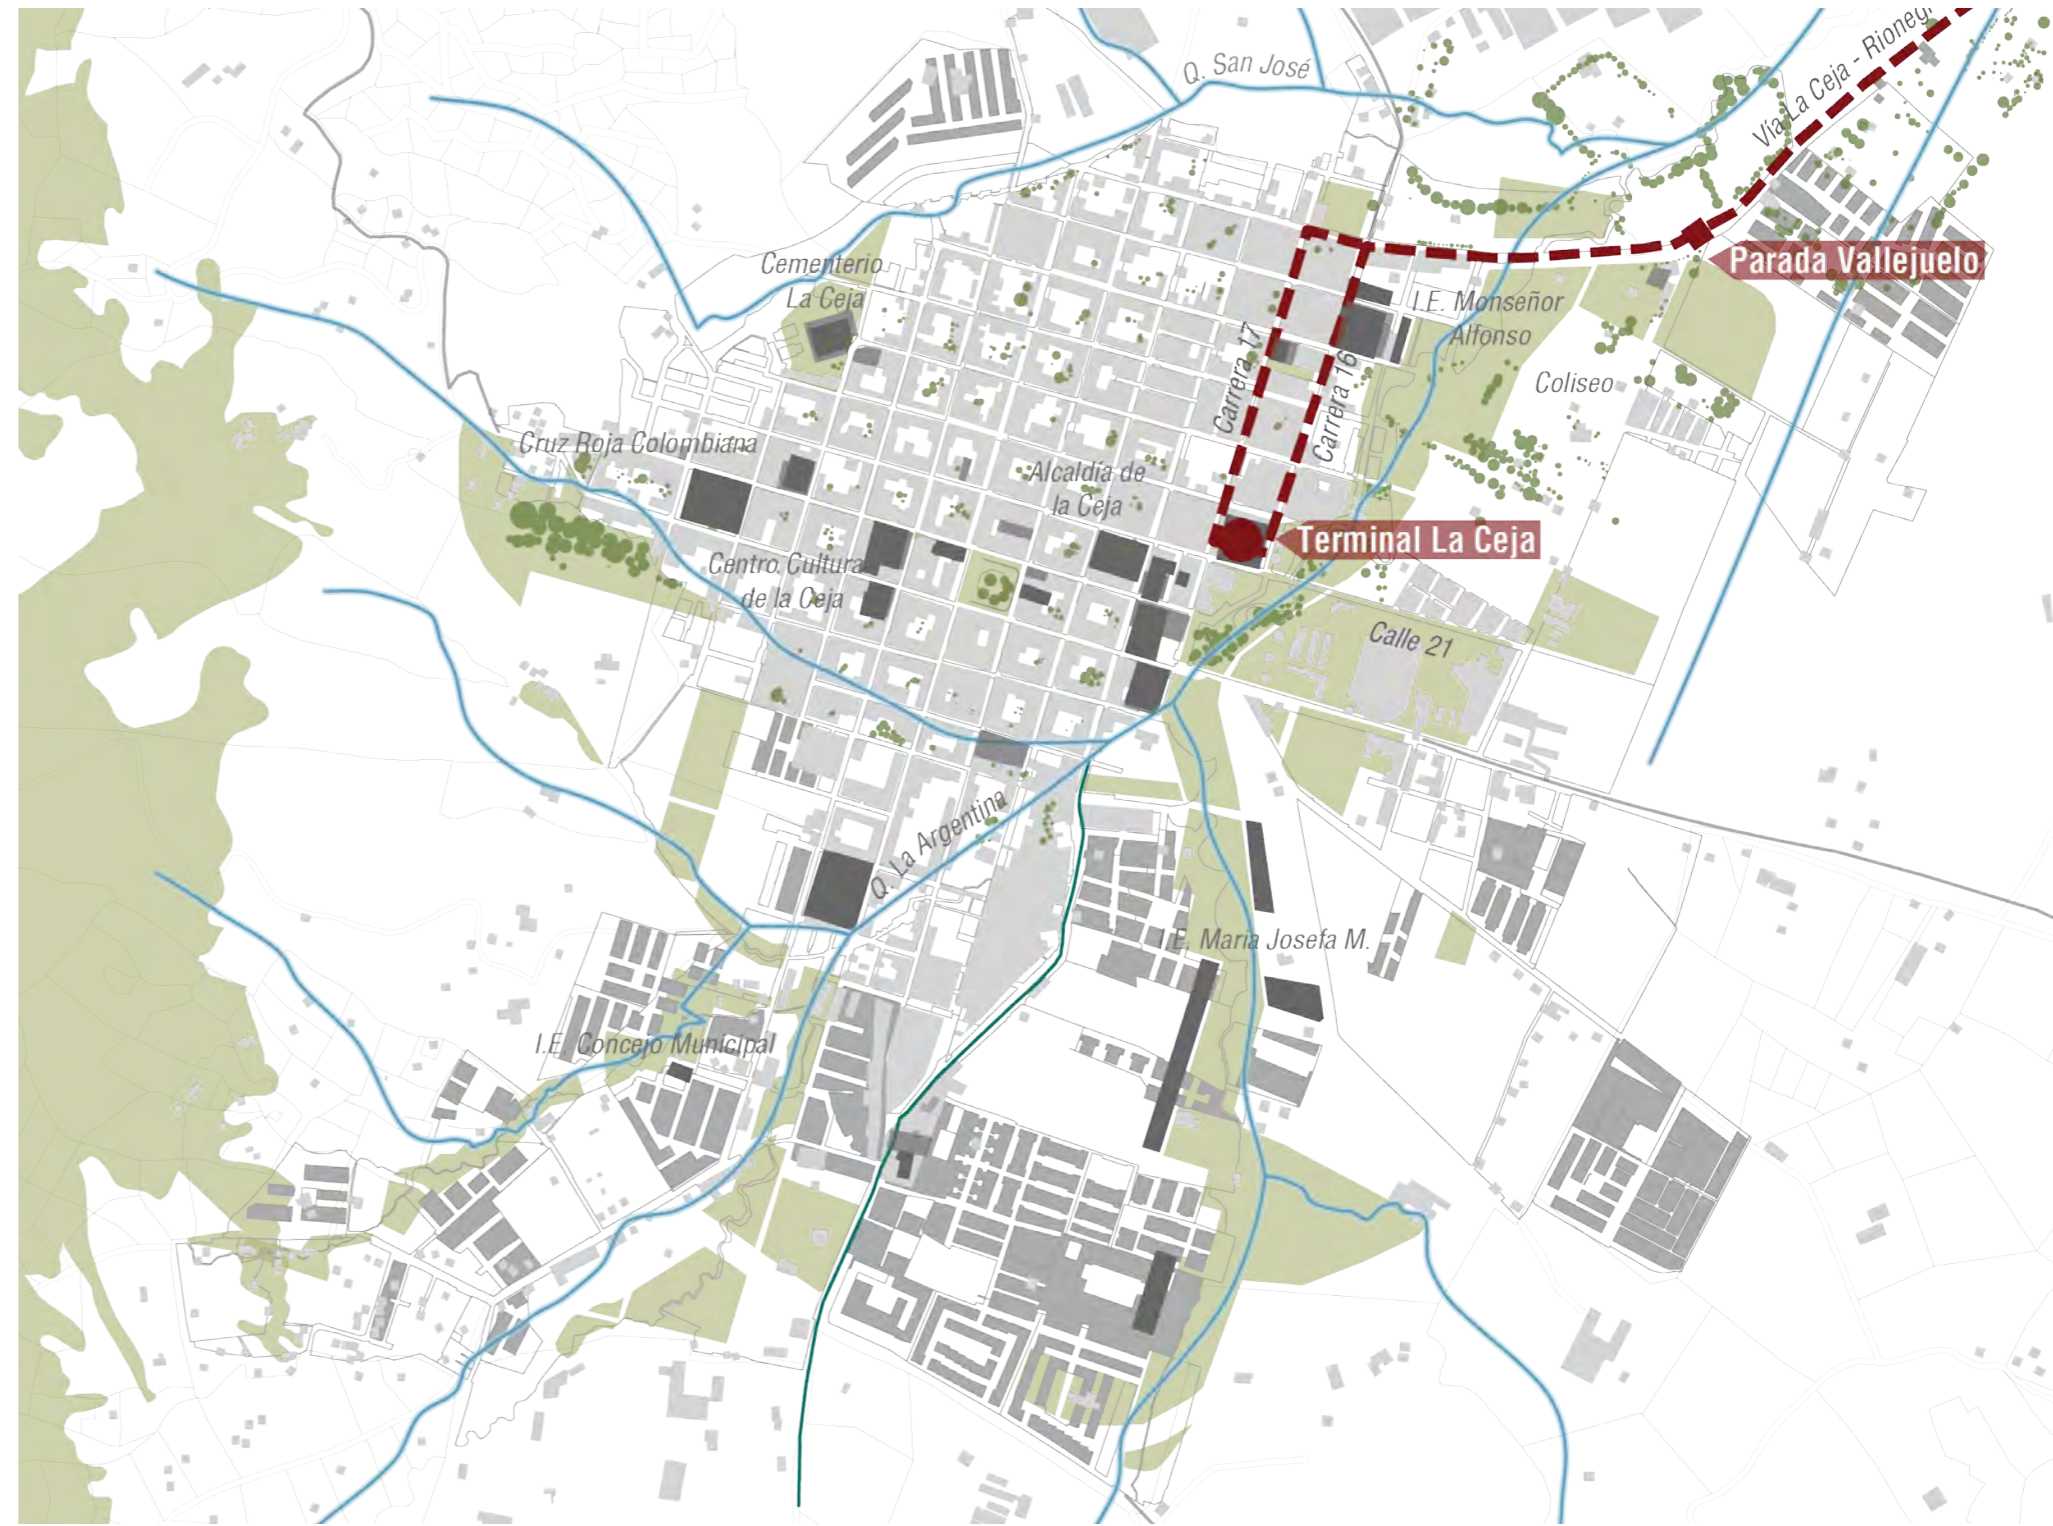 Q. San José
Vía La Ceja - Rionegr
Cementerio
La Ceja
Parada Vallejuelo
I.E. Monseñor
Alfonso
Carrera 17
Carrera 16
Coliseo
Cruz Roja Colombiana
Alcaldía de
la Ceja
Terminal La Ceja
Centro Cultura
de la Ceja
Calle 21
Q. La Argentina
I.E. Maria Josefa M.
I.E. Concejo Municipal